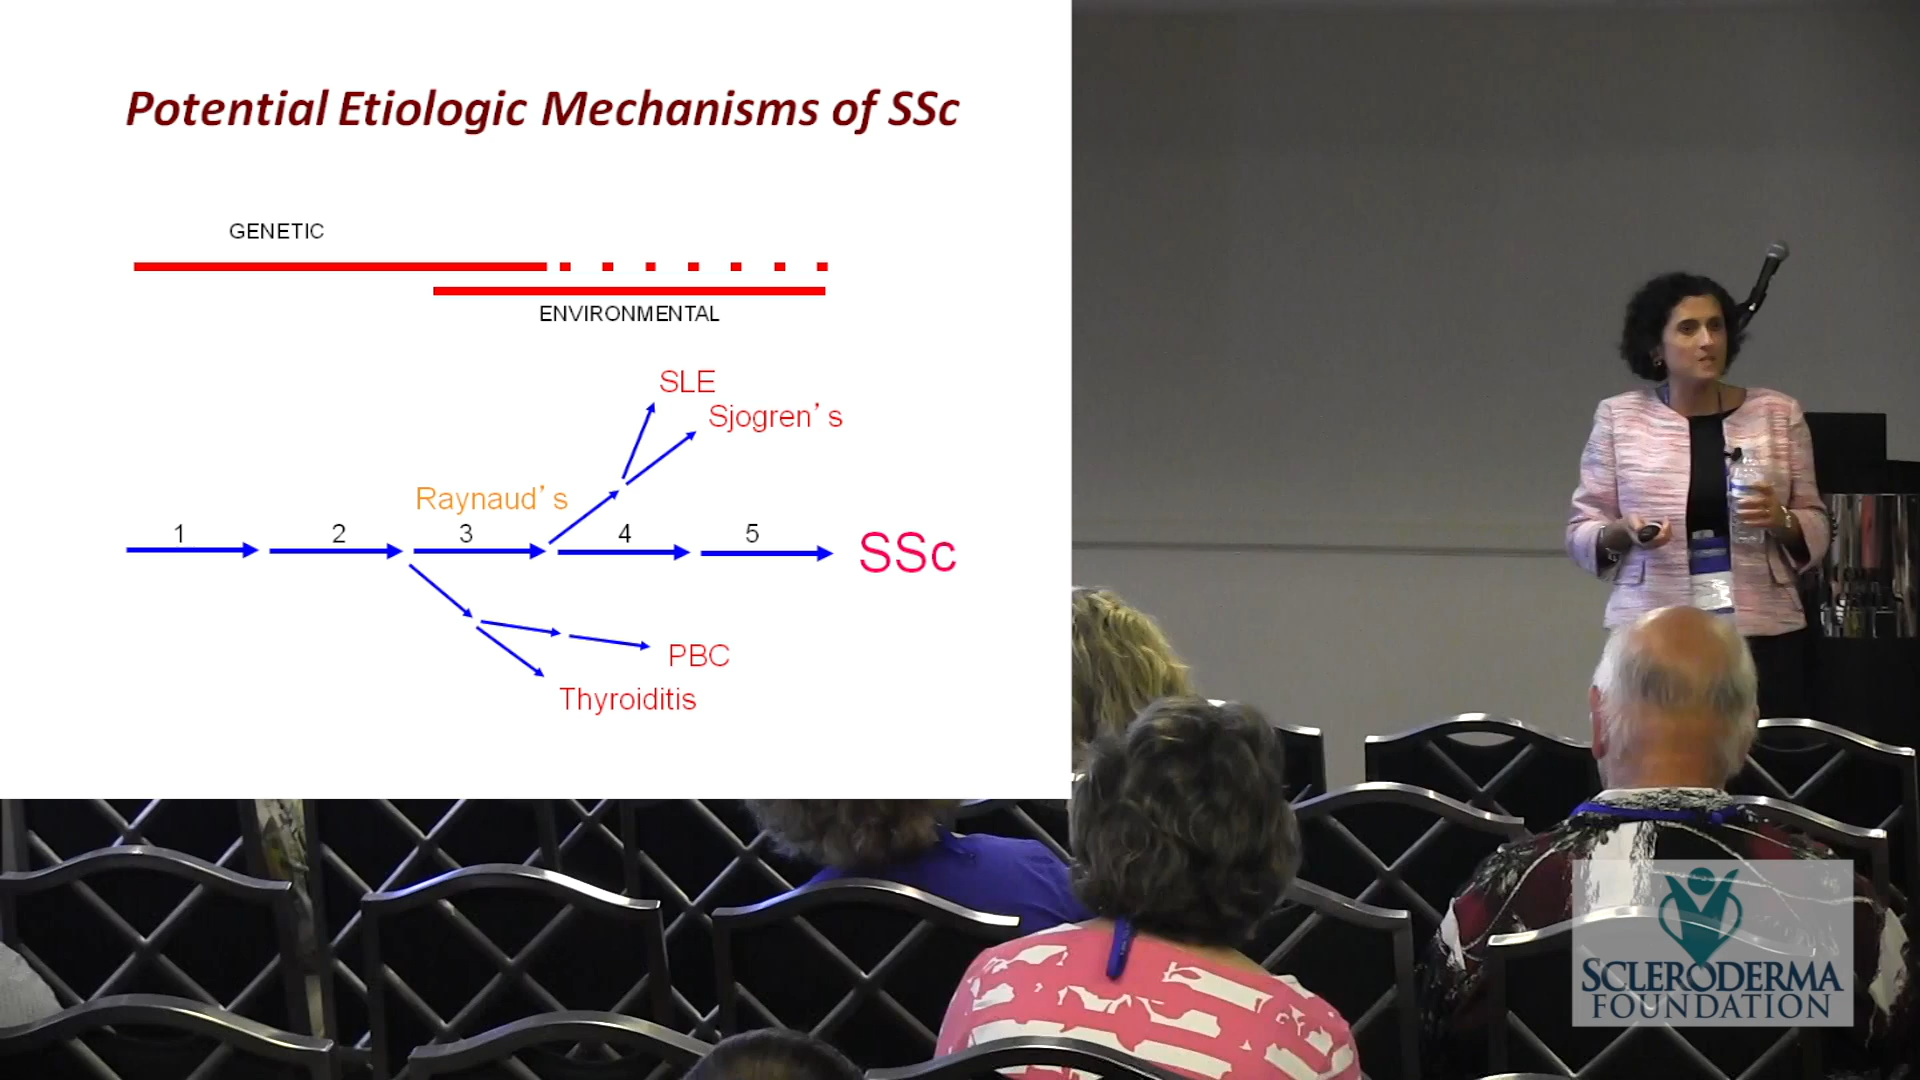 Potential Etiologic Mechanisms of SSc
GENETIC
ENVIRONMENTAL
SLE
Sjogren’s
Raynaud’s
1 2 3 4 5 SSc
PBC
Thyroiditis
SCLERODERMA
FOUNDATION